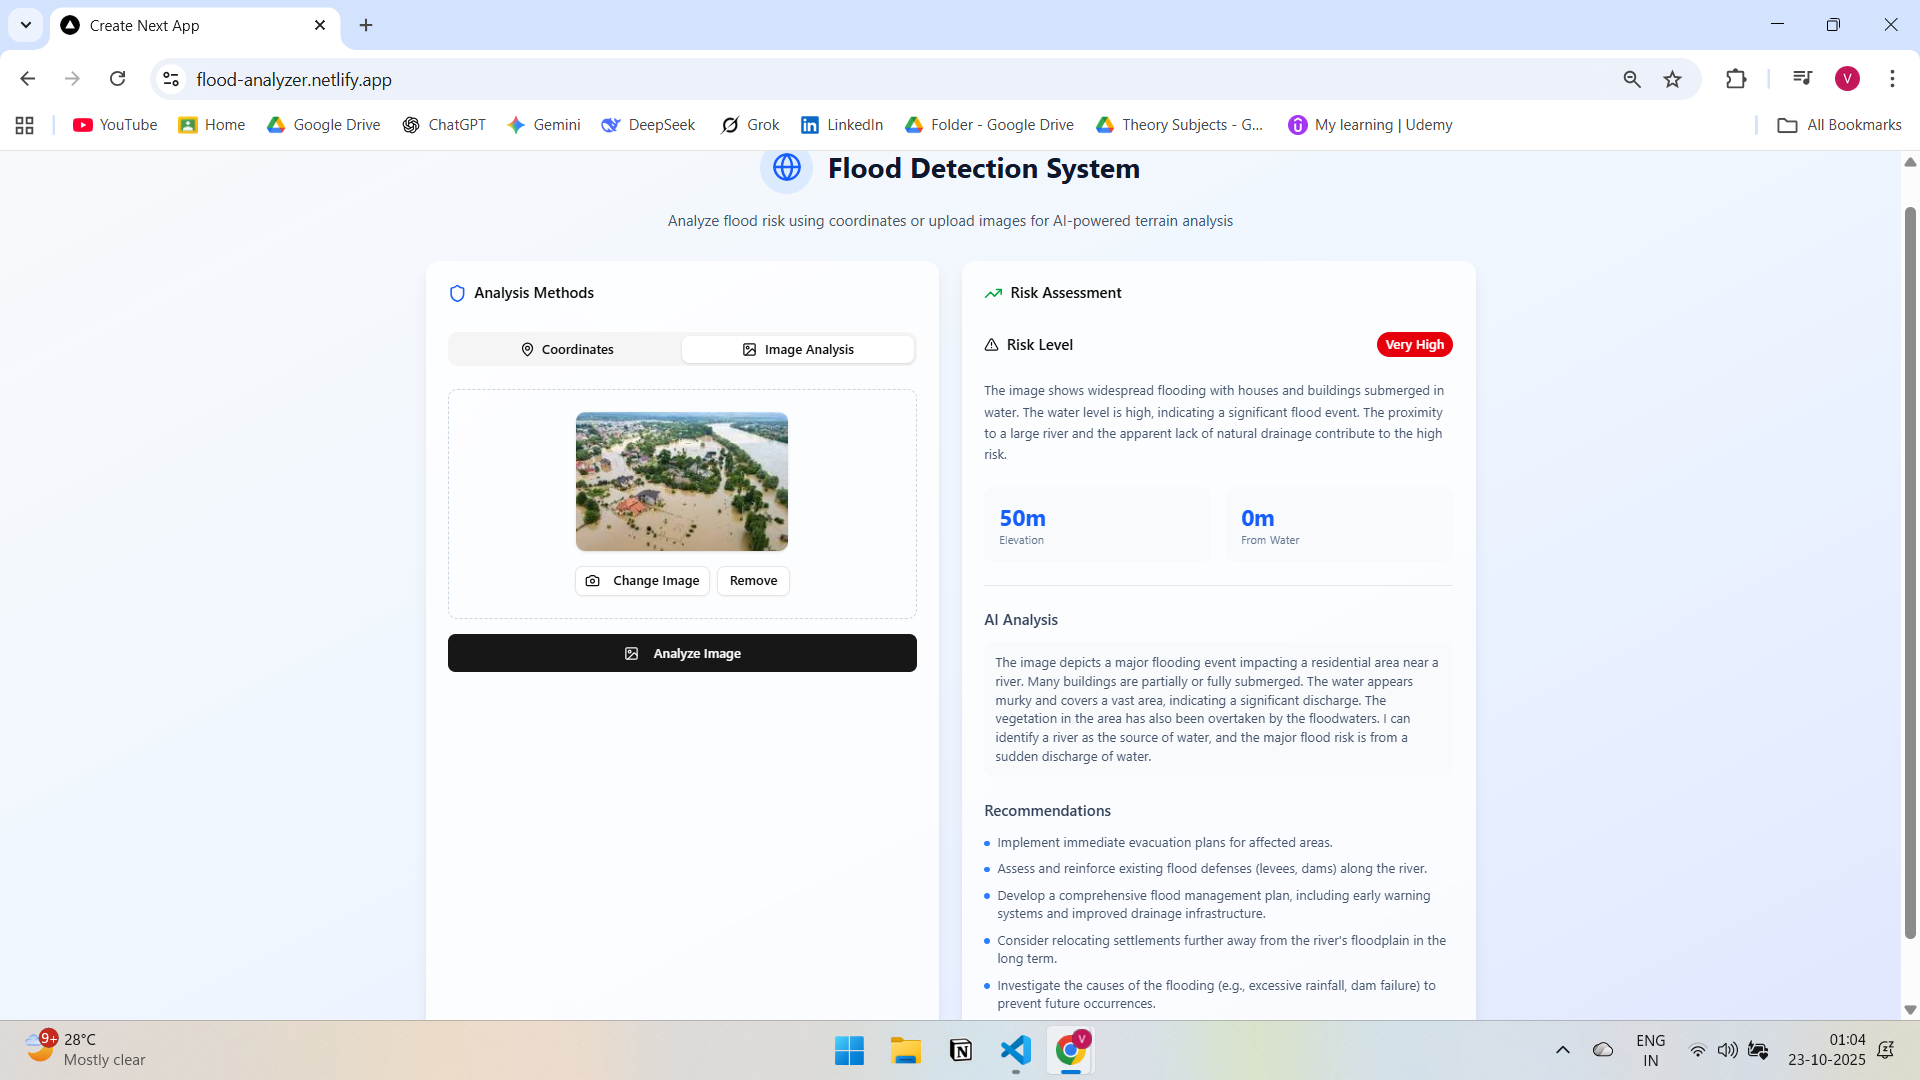 Create Next App
flood-analyzer.netlify.app
V
YouTube
Home
Google Drive
ChatGPT
Gemini
DeepSeek
Grok
LinkedIn
Folder - Google Drive
Theory Subjects - G...
My learning | Udemy
All Bookmarks
Flood Detection System
Analyze flood risk using coordinates or upload images for AI-powered terrain analysis
Analysis Methods
Coordinates
Image Analysis
Change Image
Remove
Analyze Image
Risk Assessment
Risk Level
Very High
The image shows widespread flooding with houses and buildings submerged in
water. The water level is high, indicating a significant flood event. The proximity
to a large river and the apparent lack of natural drainage contribute to the high
risk.
50m
Elevation
0m
From Water
AI Analysis
The image depicts a major flooding event impacting a residential area near a
river. Many buildings are partially or fully submerged. The water appears
murky and covers a vast area, indicating a significant discharge. The
vegetation in the area has also been overtaken by the floodwaters. I can
identify a river as the source of water, and the major flood risk is from a
sudden discharge of water.
Recommendations
Implement immediate evacuation plans for affected areas.
Assess and reinforce existing flood defenses (levees, dams) along the river.
Develop a comprehensive flood management plan, including early warning
systems and improved drainage infrastructure.
Consider relocating settlements further away from the river's floodplain in the
long term.
Investigate the causes of the flooding (e.g., excessive rainfall, dam failure) to
prevent future occurrences.
9+
28°C
Mostly clear
V
ENG
IN
01:04
23-10-2025